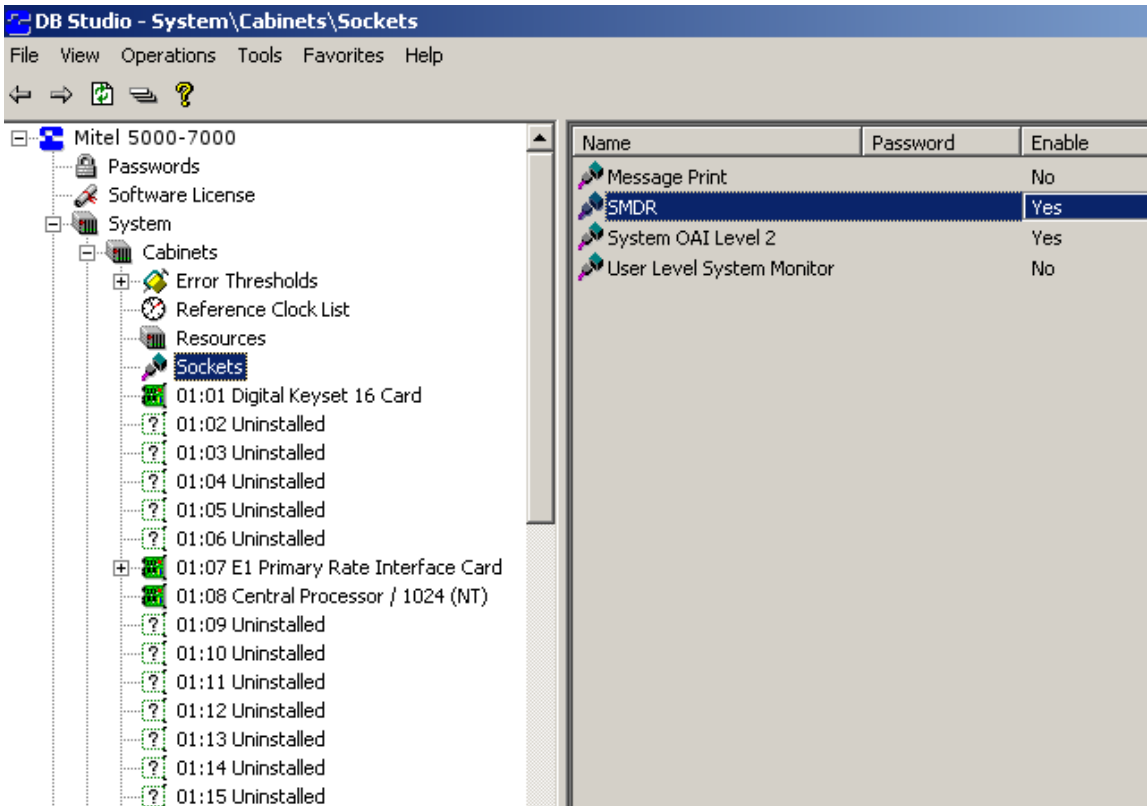 DB Studio - System\Cabinets\Sockets
File View Operations Tools Favorites Help
Mitel 5000-7000
Passwords
Software License
System
Cabinets
Error Thresholds
Reference Clock List
Resources
Sockets
01:01 Digital Keyset 16 Card
01:02 Uninstalled
01:03 Uninstalled
01:04 Uninstalled
01:05 Uninstalled
01:06 Uninstalled
01:07 E1 Primary Rate Interface Card
01:08 Central Processor / 1024 (NT)
01:09 Uninstalled
01:10 Uninstalled
01:11 Uninstalled
01:12 Uninstalled
01:13 Uninstalled
01:14 Uninstalled
01:15 Uninstalled
Name Password Enable
Message Print No
SMDR Yes
System OAI Level 2 Yes
User Level System Monitor No